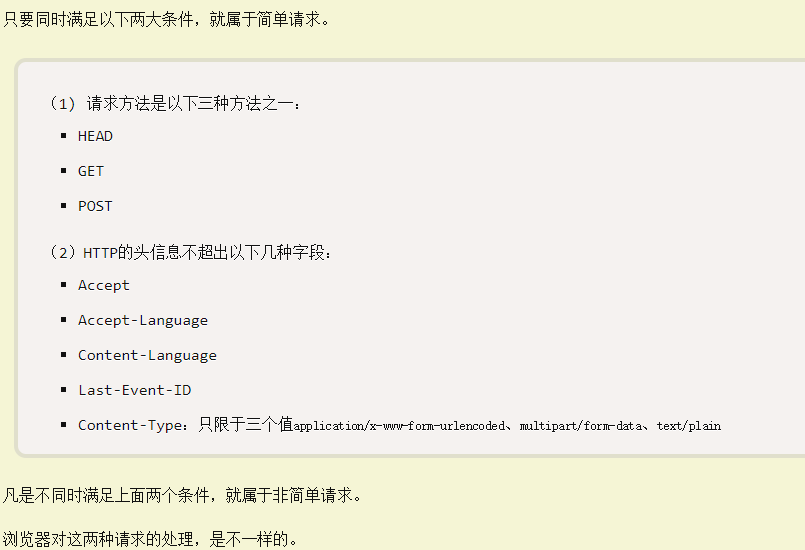 只要同时满足以下两大条件，就属于简单请求。
（1) 请求方法是以下三种方法之一：
HEAD
GET
POST
（2）HTTP的头信息不超出以下几种字段：
Accept
Accept-Language
Content-Language
Last-Event-ID
Content-Type：只限于三个值application/x-www-form-urlencoded、multipart/form-data、text/plain
凡是不同时满足上面两个条件，就属于非简单请求。
浏览器对这两种请求的处理，是不一样的。